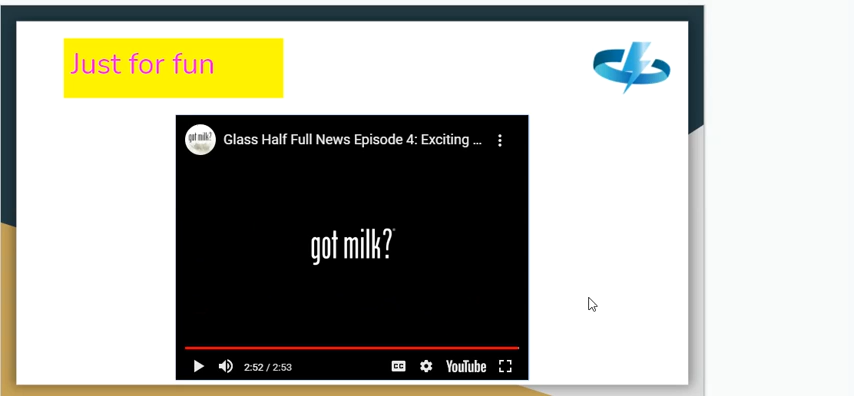 Just for fun
got milk?
Glass Half Full News Episode 4: Exciting ...
got milk?
2:52 / 2:53
CC
YouTube